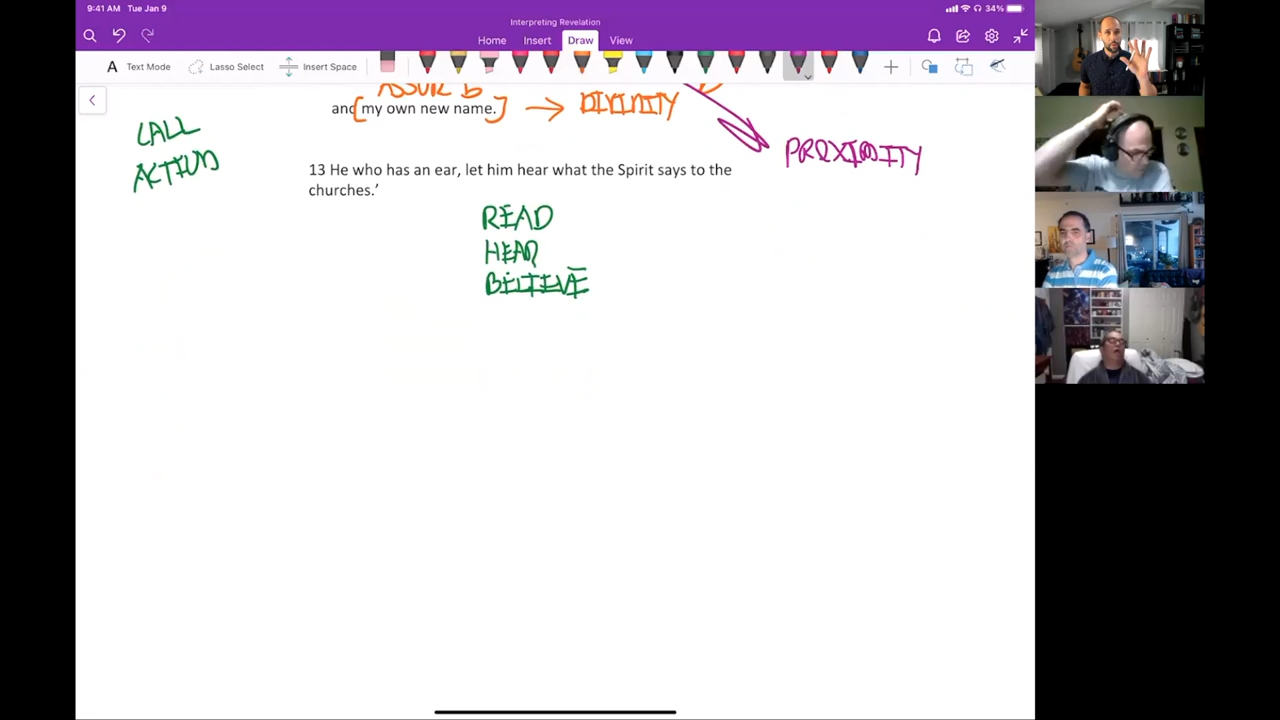 9:41 AM Tue Jan 9
34%
Interpreting Revelation
Home Insert Draw View
A Text Mode Lasso Select Insert Space
and [my own new name.] → DIVINITY
CALL
ACTION
PROXIMITY
13 He who has an ear, let him hear what the Spirit says to the
churches.’
READ
HEAR
BELIEVE